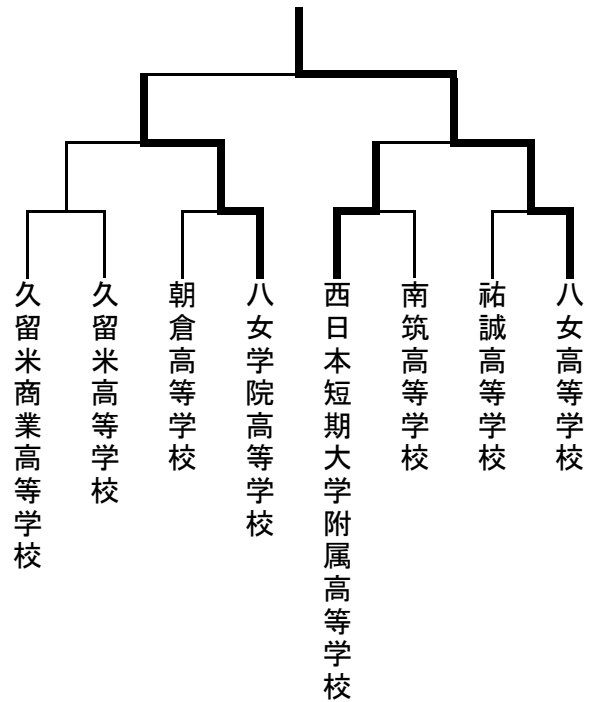 久留米商業高等学校
久留米高等学校
朝倉高等学校
八女学院高等学校
西日本短期大学附属高等学校
南筑高等学校
祐誠高等学校
八女高等学校